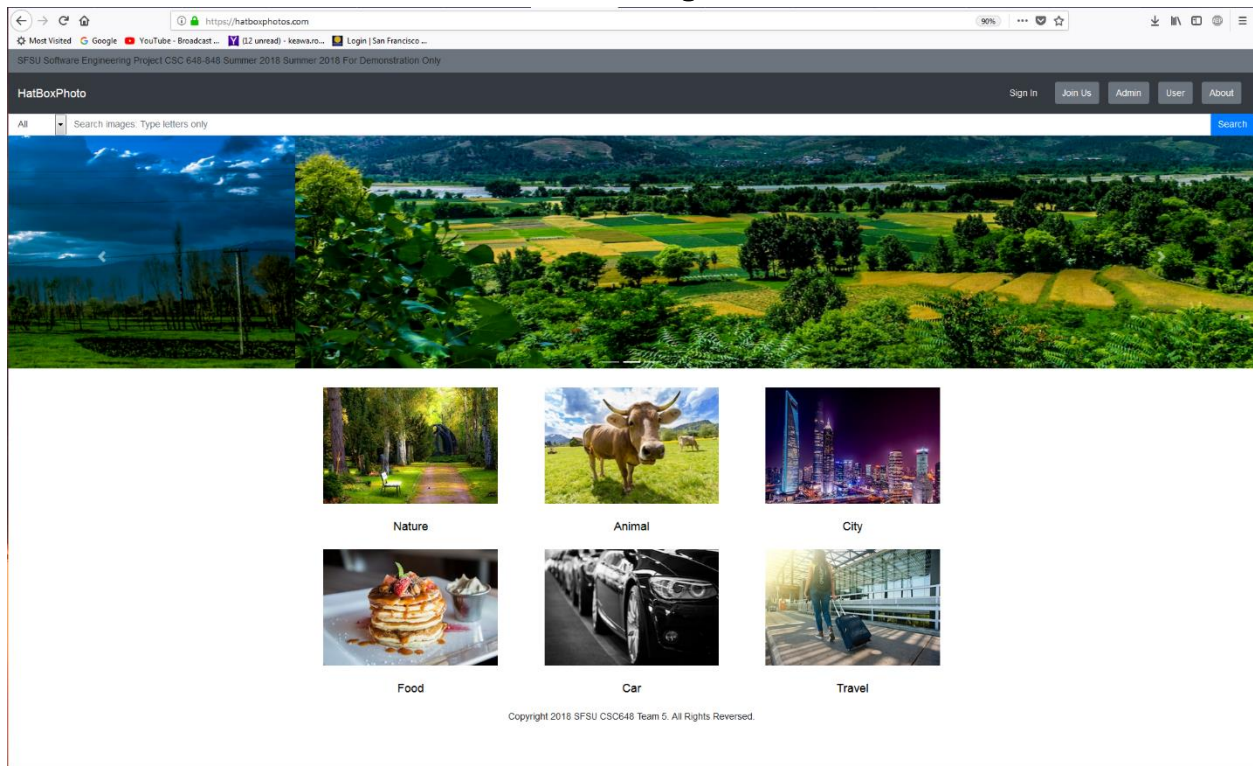 https://hatboxphotos.com 90%
Most Visited Google YouTube - Broadcast ... (12 unread) - keawa.ro... Login | San Francisco ...
SFSU Software Engineering Project CSC 648-848 Summer 2018 Summer 2018 For Demonstration Only
HatBoxPhoto Sign In Join Us Admin User About
All Search images: Type letters only Search
Nature Animal City
Food Car Travel
Copyright 2018 SFSU CSC648 Team 5. All Rights Reversed.